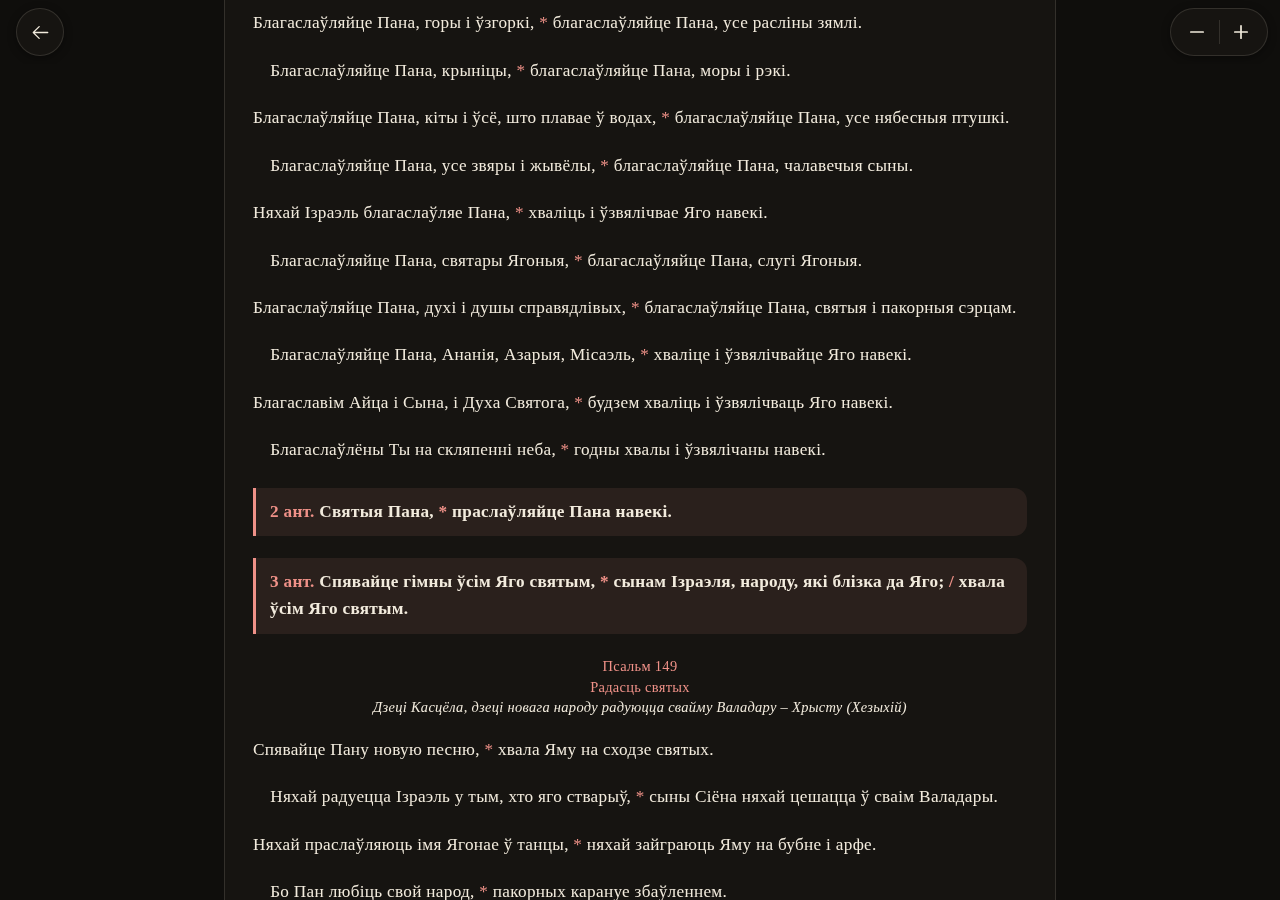 Благаслаўляйце Пана, горы і ўзгоркі, * благаслаўляйце Пана, усе расліны зямлі.
Благаслаўляйце Пана, крыніцы, * благаслаўляйце Пана, моры і рэкі.
Благаслаўляйце Пана, кіты і ўсё, што плавае ў водах, * благаслаўляйце Пана, усе нябесныя птушкі.
Благаслаўляйце Пана, усе звяры і жывёлы, * благаслаўляйце Пана, чалавечыя сыны.
Няхай Ізраэль благаслаўляе Пана, * хваліць і ўзвялічвае Яго навекі.
Благаслаўляйце Пана, святары Ягоныя, * благаслаўляйце Пана, слугі Ягоныя.
Благаслаўляйце Пана, духі і душы справядлівых, * благаслаўляйце Пана, святыя і пакорныя сэрцам.
Благаслаўляйце Пана, Ананія, Азарыя, Місаэль, * хваліце і ўзвялічвайце Яго навекі.
Благаславім Айца і Сына, і Духа Святога, * будзем хваліць і ўзвялічваць Яго навекі.
Благаслаўлёны Ты на скляпенні неба, * годны хвалы і ўзвялічаны навекі.
2 ант. Святыя Пана, * праслаўляйце Пана навекі.
3 ант. Спявайце гімны ўсім Яго святым, * сынам Ізраэля, народу, які блізка да Яго; / хвала
ўсім Яго святым.
Псальм 149
Радасць святых
Дзеці Касцёла, дзеці новага народу радуюцца свайму Валадару – Хрысту (Хезыхій)
Спявайце Пану новую песню, * хвала Яму на сходзе святых.
Няхай радуецца Ізраэль у тым, хто яго стварыў, * сыны Сіёна няхай цешацца ў сваім Валадары.
Няхай праслаўляюць імя Ягонае ў танцы, * няхай зайграюць Яму на бубне і арфе.
Бо Пан любіць свой народ, * пакорных карануе збаўленнем.